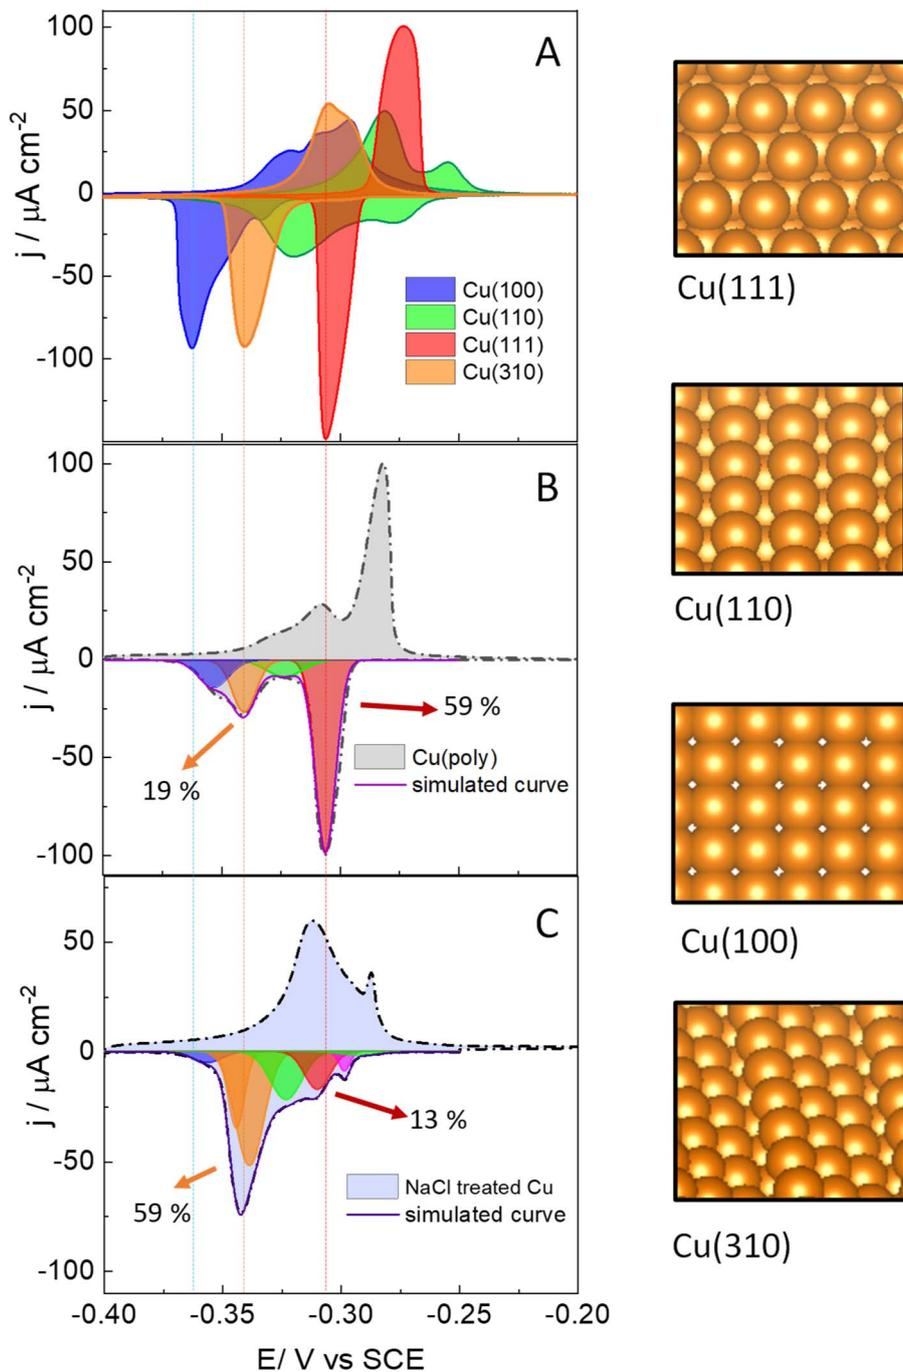 A
100
50
0
-50
-100
j / μA cm-2
Cu(100)
Cu(110)
Cu(111)
Cu(310)
B
100
50
0
-50
-100
j / μA cm-2
59 %
19 %
Cu(poly)
simulated curve
C
50
0
-50
-100
j / μA cm-2
13 %
59 %
NaCl treated Cu
simulated curve
-0.40 -0.35 -0.30 -0.25 -0.20
E/ V vs SCE
Cu(111)
Cu(110)
Cu(100)
Cu(310)